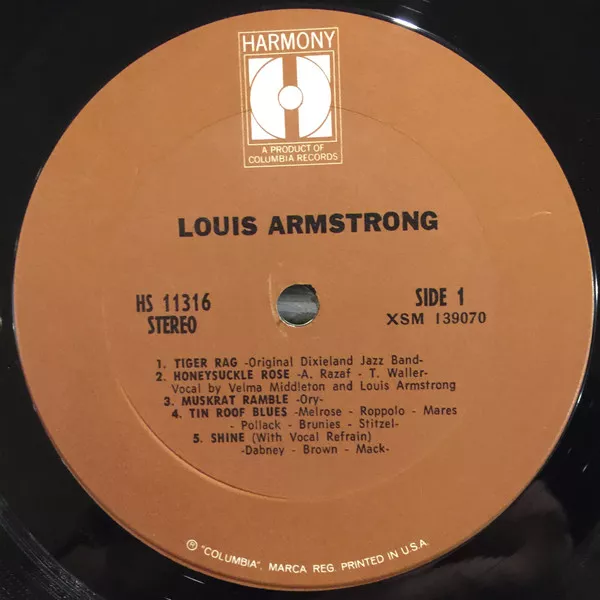 HARMONY
A PRODUCT OF
COLUMBIA RECORDS
LOUIS ARMSTRONG
HS 11316
STEREO
SIDE 1
XSM 139070
1. TIGER RAG -Original Dixieland Jazz Band-
2. HONEYSUCKLE ROSE -A. Razaf - T. Waller-
Vocal by Velma Middleton and Louis Armstrong
3. MUSKRAT RAMBLE -Ory-
4. TIN ROOF BLUES -Melrose - Roppolo - Mares
- Pollack - Brunies - Stitzel-
5. SHINE (With Vocal Refrain)
-Dabney - Brown - Mack-
℗ "COLUMBIA", MARCA REG. PRINTED IN U.S.A.